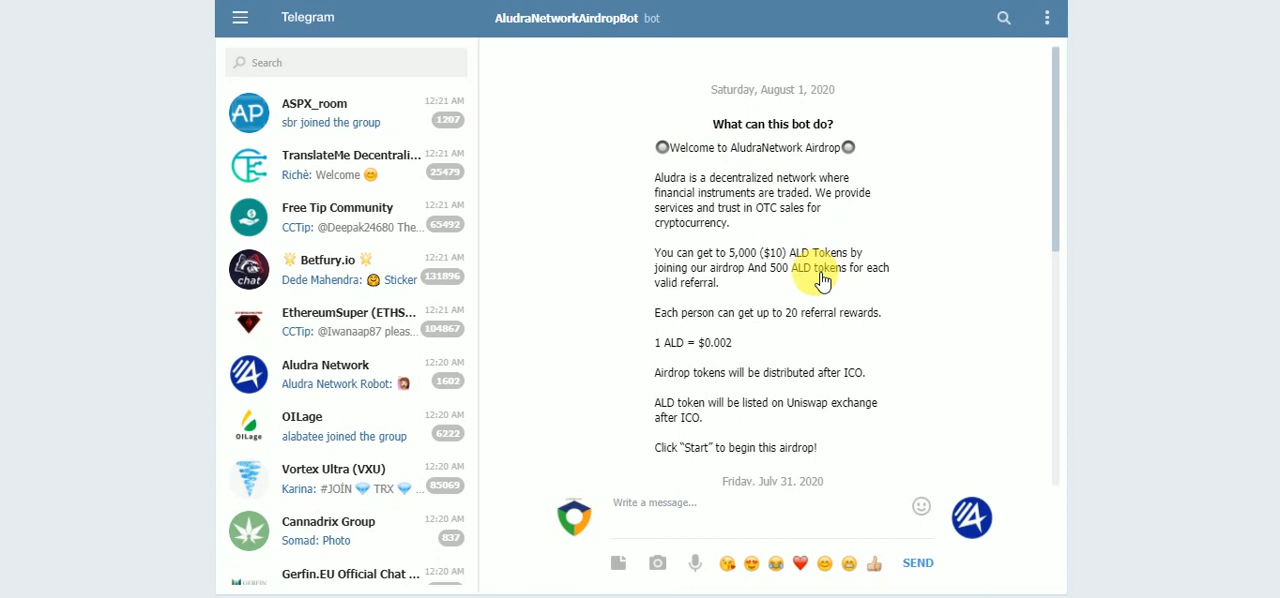 Telegram
AludraNetworkAirdropBot bot
Search
ASPX_room 12:21 AM
sbr joined the group 1207
TranslateMe Decentrali... 12:21 AM
Richè: Welcome 😊 25479
Free Tip Community 12:21 AM
CCTip: @Deepak24680 The... 65492
🌟 Betfury.io 🌟 12:21 AM
Dede Mahendra: 🤗 Sticker 131896
chat
EthereumSuper (ETHS... 12:21 AM
CCTip: @Iwanaap87 pleas... 104867
Aludra Network 12:20 AM
Aludra Network Robot: 1602
OILage 12:20 AM
alabatee joined the group 6222
OILage
Vortex Ultra (VXU) 12:20 AM
Karina: #JOİN 💎 TRX 💎 ... 85069
Cannadrix Group 12:20 AM
Somad: Photo 837
Gerfin.EU Official Chat ... 12:20 AM
GERFIN
AP
Saturday, August 1, 2020
What can this bot do?
🔘Welcome to AludraNetwork Airdrop🔘
Aludra is a decentralized network where
financial instruments are traded. We provide
services and trust in OTC sales for
cryptocurrency.
You can get to 5,000 ($10) ALD Tokens by
joining our airdrop And 500 ALD tokens for each
valid referral.
Each person can get up to 20 referral rewards.
1 ALD = $0.002
Airdrop tokens will be distributed after ICO.
ALD token will be listed on Uniswap exchange
after ICO.
Click “Start” to begin this airdrop!
Friday, July 31, 2020
Write a message...
SEND